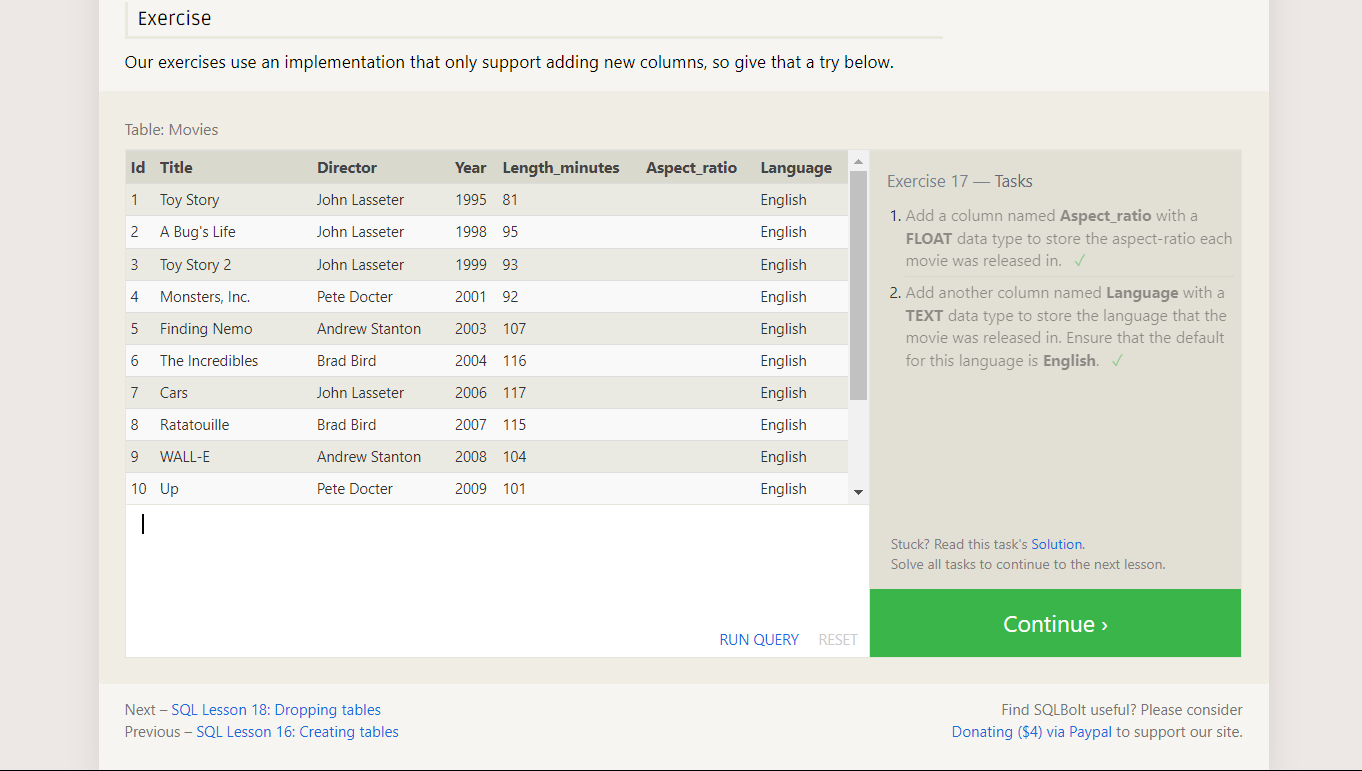 Exercise
Our exercises use an implementation that only support adding new columns, so give that a try below.
Table: Movies
Id Title Director Year Length_minutes Aspect_ratio Language
1 Toy Story John Lasseter 1995 81 English
2 A Bug's Life John Lasseter 1998 95 English
3 Toy Story 2 John Lasseter 1999 93 English
4 Monsters, Inc. Pete Docter 2001 92 English
5 Finding Nemo Andrew Stanton 2003 107 English
6 The Incredibles Brad Bird 2004 116 English
7 Cars John Lasseter 2006 117 English
8 Ratatouille Brad Bird 2007 115 English
9 WALL-E Andrew Stanton 2008 104 English
10 Up Pete Docter 2009 101 English
RUN QUERY RESET
Exercise 17 — Tasks
1. Add a column named Aspect_ratio with a
FLOAT data type to store the aspect-ratio each
movie was released in. ✓
2. Add another column named Language with a
TEXT data type to store the language that the
movie was released in. Ensure that the default
for this language is English. ✓
Stuck? Read this task's Solution.
Solve all tasks to continue to the next lesson.
Continue ›
Next – SQL Lesson 18: Dropping tables
Previous – SQL Lesson 16: Creating tables
Find SQLBolt useful? Please consider
Donating ($4) via Paypal to support our site.